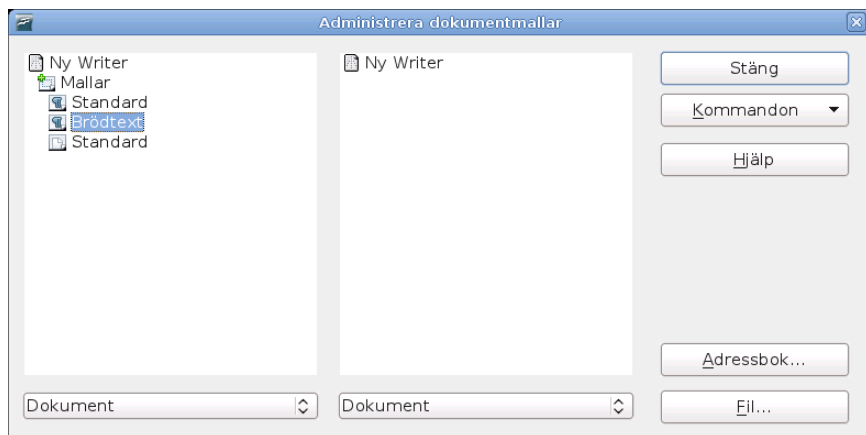 Administrera dokumentmallar
Ny Writer
Mallar
Standard
Brödtext
Standard
Dokument
Ny Writer
Dokument
Stäng
Kommandon
Hjälp
Adressbok...
Fil...